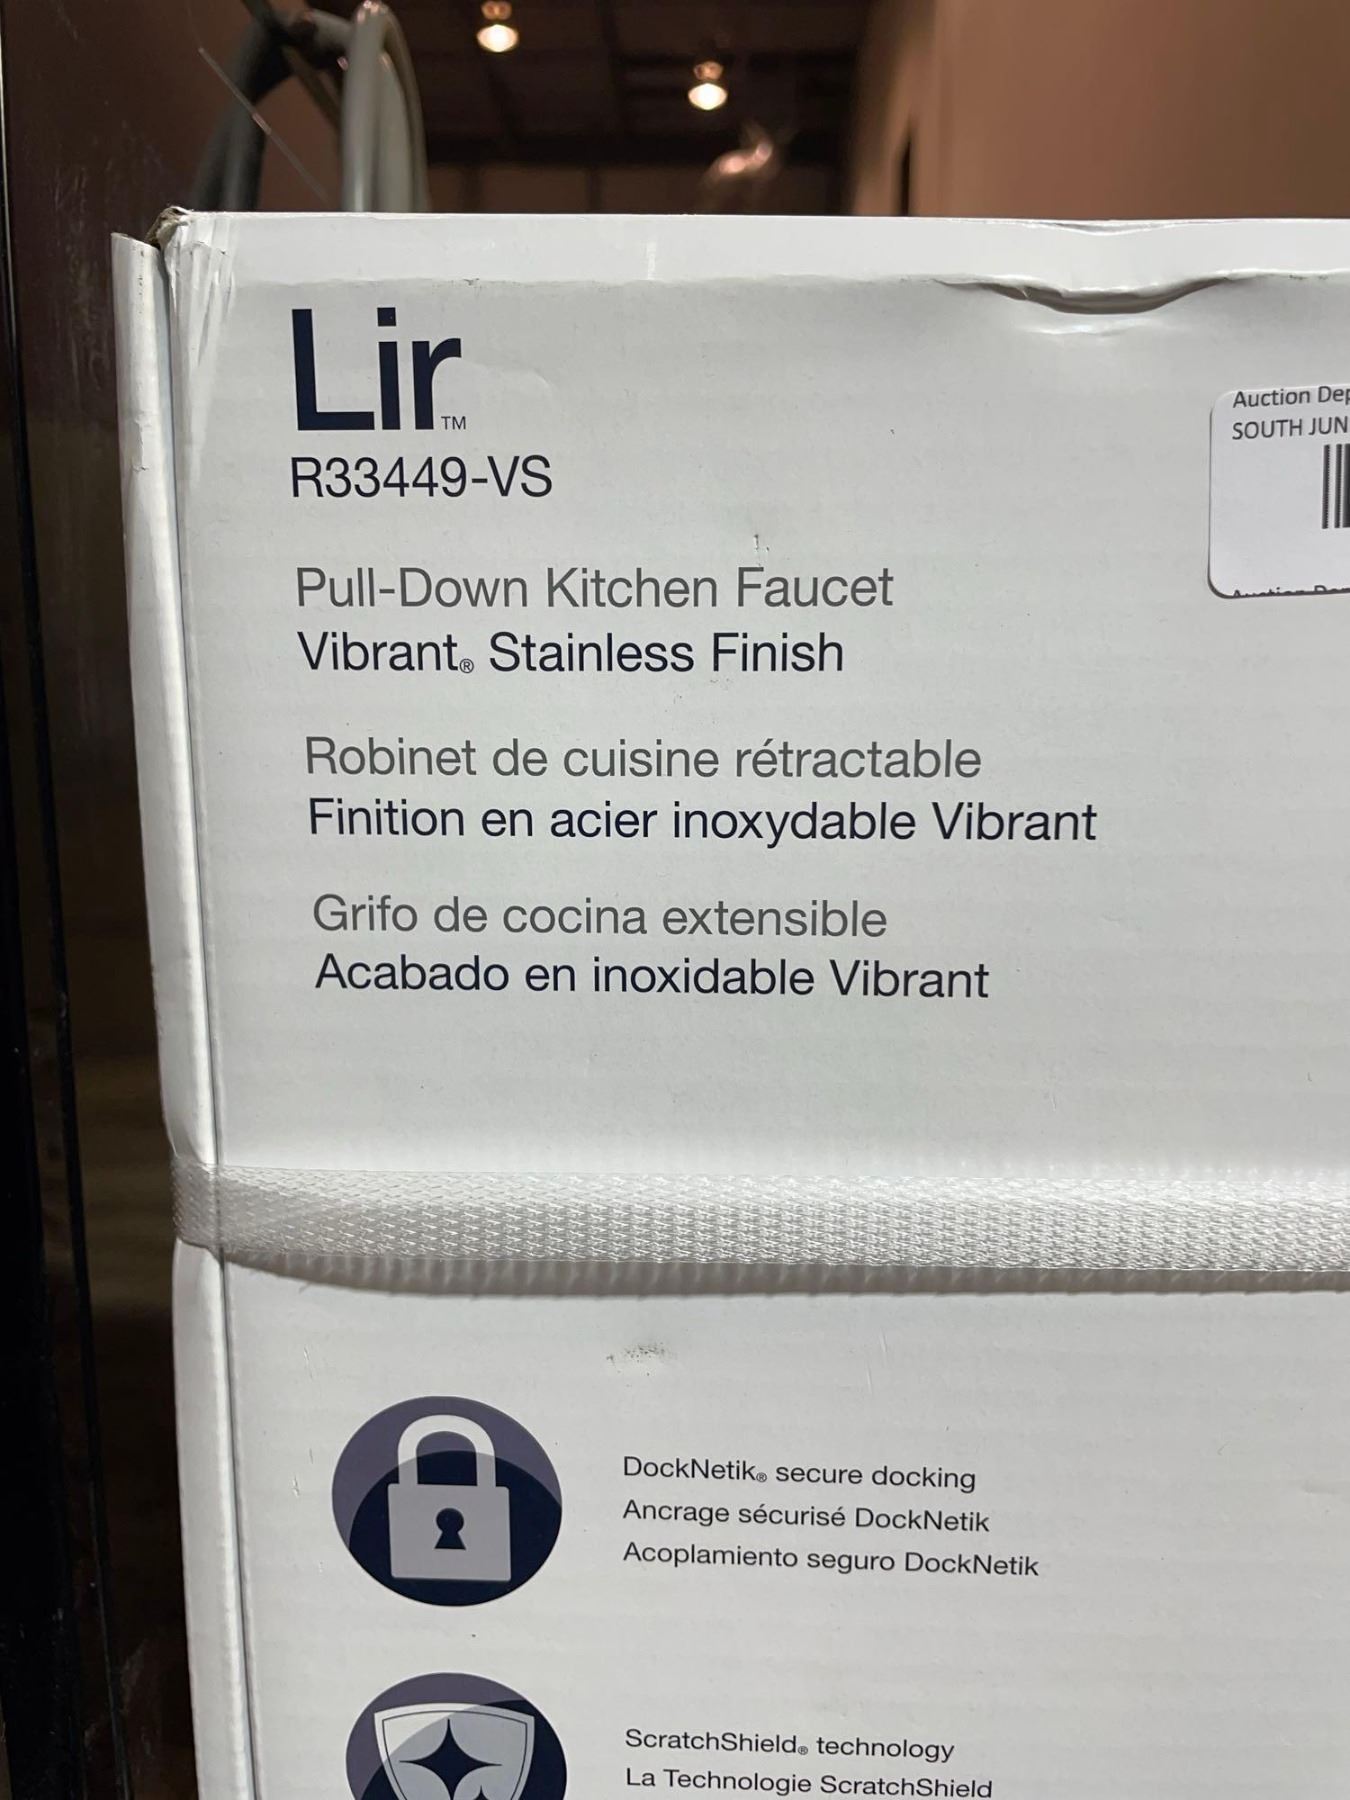 Lir™
R33449-VS
Pull-Down Kitchen Faucet
Vibrant® Stainless Finish
Robinet de cuisine rétractable
Finition en acier inoxydable Vibrant
Grifo de cocina extensible
Acabado en inoxidable Vibrant
Auction
SOUTH
DockNetik® secure docking
Ancrage sécurisé DockNetik
Acoplamiento seguro DockNetik
ScratchShield® technology
La Technologie ScratchShield